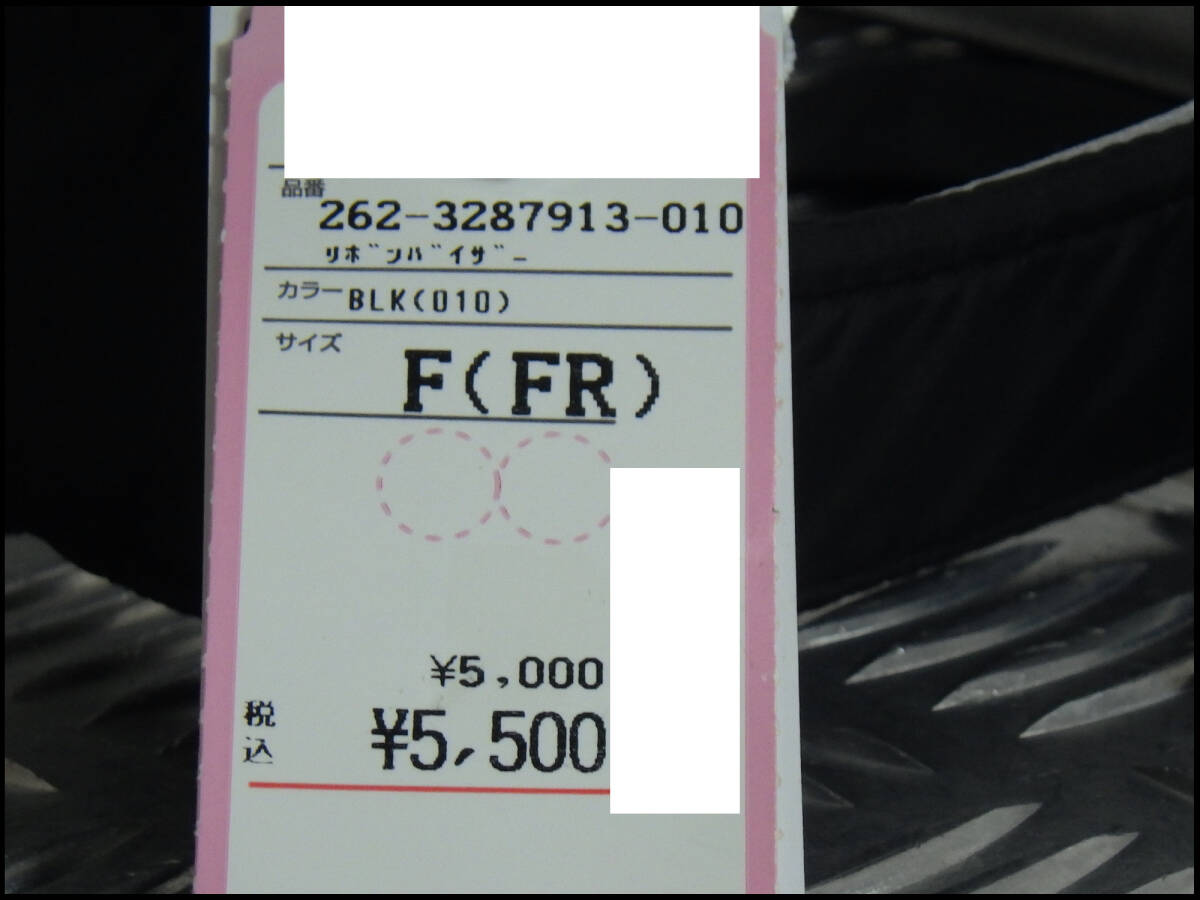 品番
262-3287913-010
リボンバイザー
カラー BLK(010)
サイズ
F(FR)
¥5,000
税込 ¥5,500